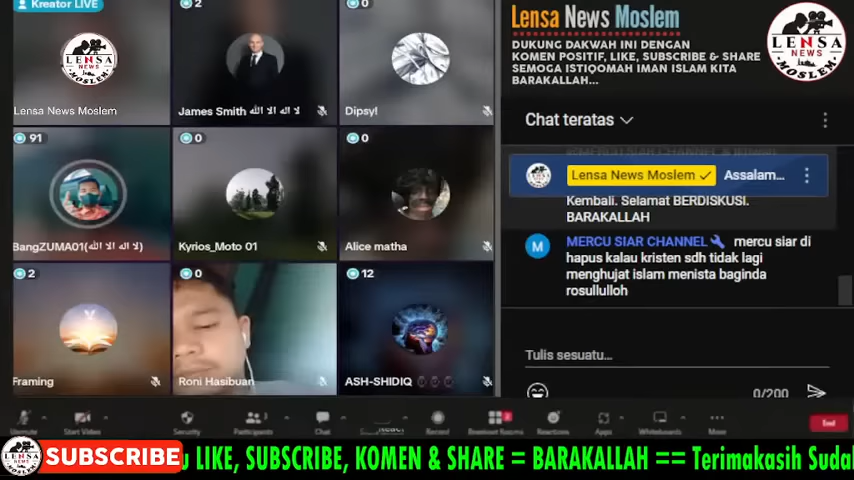 Kreator LIVE
2
0
Lensa News Moslem
James Smith لا اله الا الله
Dipsy!
91
0
0
BangZUMA01(لا اله الا الله)
Kyrios_Moto 01
Alice matha
2
0
12
Framing
Roni Hasibuan
ASH-SHIDIQ
Lensa News Moslem
DUKUNG DAKWAH INI DENGAN
KOMEN POSITIF, LIKE, SUBSCRIBE & SHARE
SEMOGA ISTIQOMAH IMAN ISLAM KITA
BARAKALLAH...
LENSA
NEWS
MOSLEM
Chat teratas
Lensa News Moslem Assalam...
Kembali. Selamat BERDISKUSI.
BARAKALLAH
M
MERCU SIAR CHANNEL mercu siar di
hapus kalau kristen sdh tidak lagi
menghujat islam menista baginda
rosullulloh
Tulis sesuatu...
0/200
Unmute
Start Video
Security
Participants
Chat
Record
Breakout Rooms
Reactions
Apps
Whiteboards
More
End
SUBSCRIBE
u LIKE, SUBSCRIBE, KOMEN & SHARE = BARAKALLAH == Terimakasih Suda